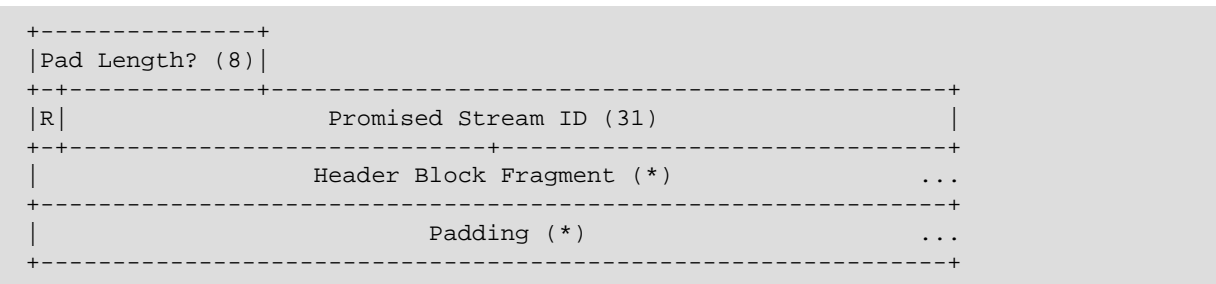 +---------------+
|Pad Length? (8)|
+-+-------------+-----------------------------------------------+
|R|                  Promised Stream ID (31)                    |
+-+-----------------------------+-------------------------------+
|                   Header Block Fragment (*)                 ...
+---------------------------------------------------------------+
|                           Padding (*)                       ...
+---------------------------------------------------------------+